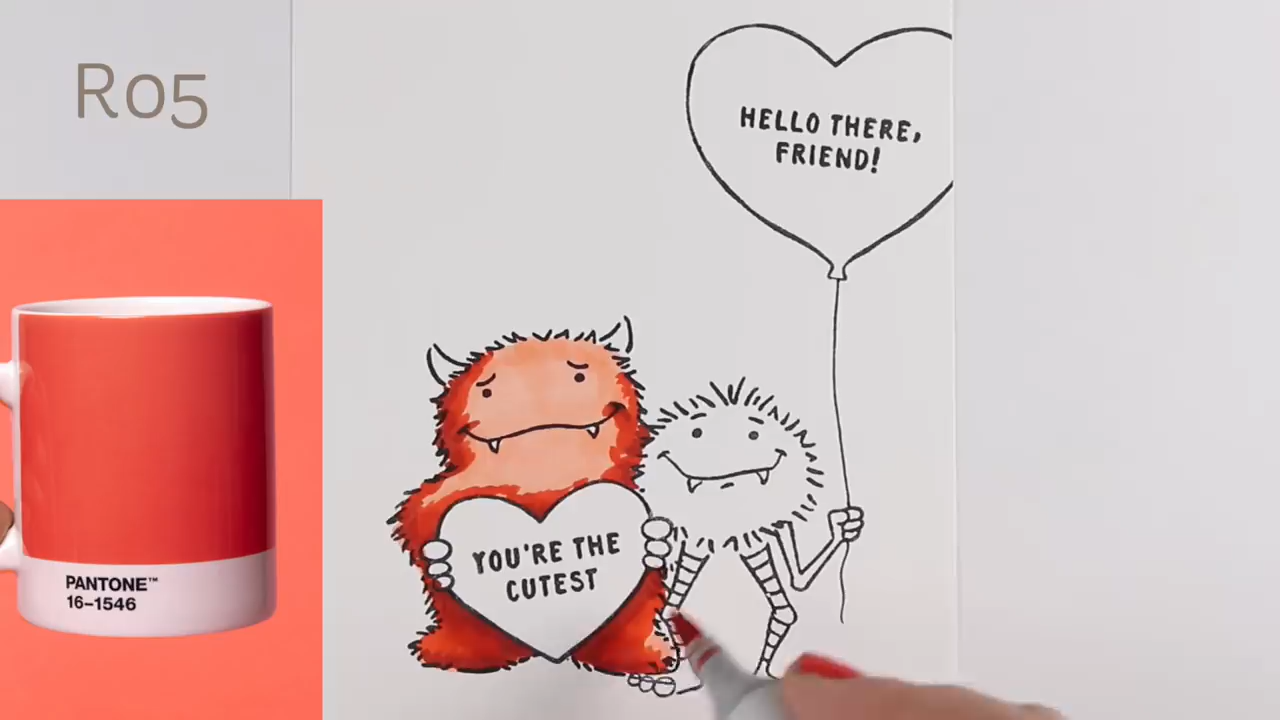 R05
HELLO THERE,
FRIEND!
YOU'RE THE
CUTEST
PANTONE™
16-1546